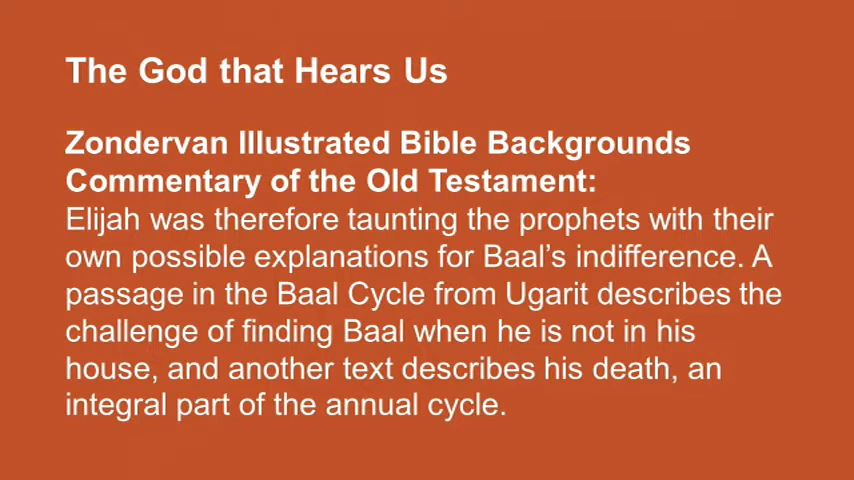 The God that Hears Us
Zondervan Illustrated Bible Backgrounds
Commentary of the Old Testament:
Elijah was therefore taunting the prophets with their
own possible explanations for Baal’s indifference. A
passage in the Baal Cycle from Ugarit describes the
challenge of finding Baal when he is not in his
house, and another text describes his death, an
integral part of the annual cycle.